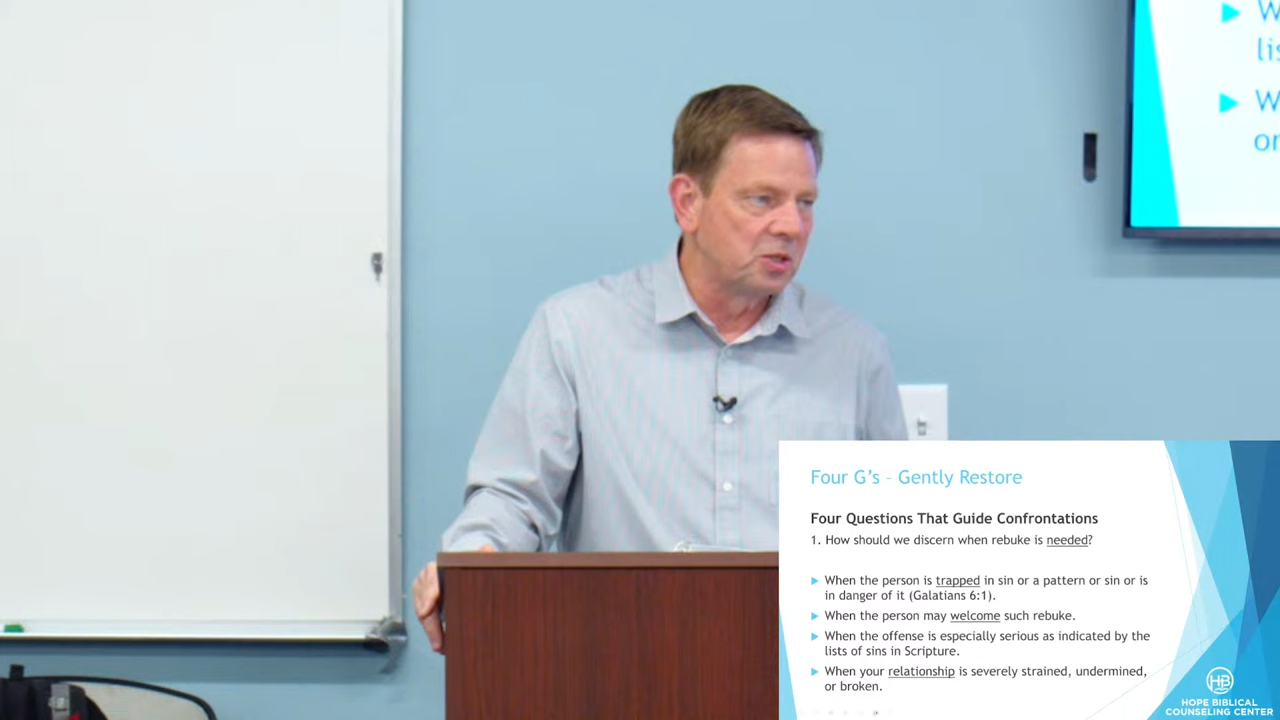 W
lis
W
or
Four G's – Gently Restore
Four Questions That Guide Confrontations
1. How should we discern when rebuke is needed?
When the person is trapped in sin or a pattern or sin or is
in danger of it (Galatians 6:1).
When the person may welcome such rebuke.
When the offense is especially serious as indicated by the
lists of sins in Scripture.
When your relationship is severely strained, undermined,
or broken.
HB
HOPE BIBLICAL
COUNSELING CENTER